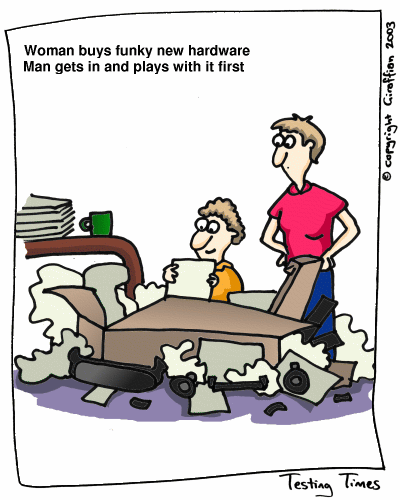 Woman buys funky new hardware
Man gets in and plays with it first
© copyright Giraffian 2003
Testing Times